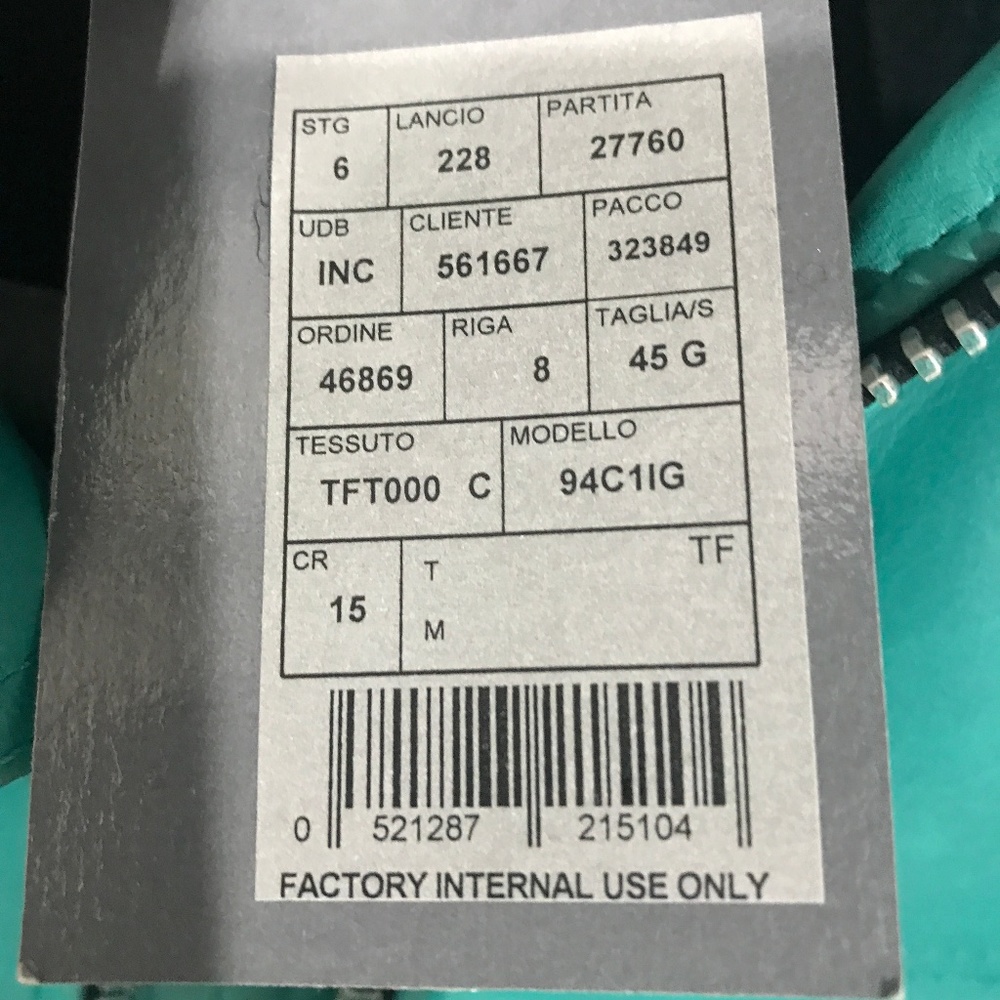 STG LANCIO PARTITA
6 228 27760
UDB CLIENTE PACCO
INC 561667 323849
ORDINE RIGA TAGLIA/S
46869 8 45 G
TESSUTO MODELLO
TFT000 C 94C1IG
CR T TF
15 M
0 521287 215104
FACTORY INTERNAL USE ONLY